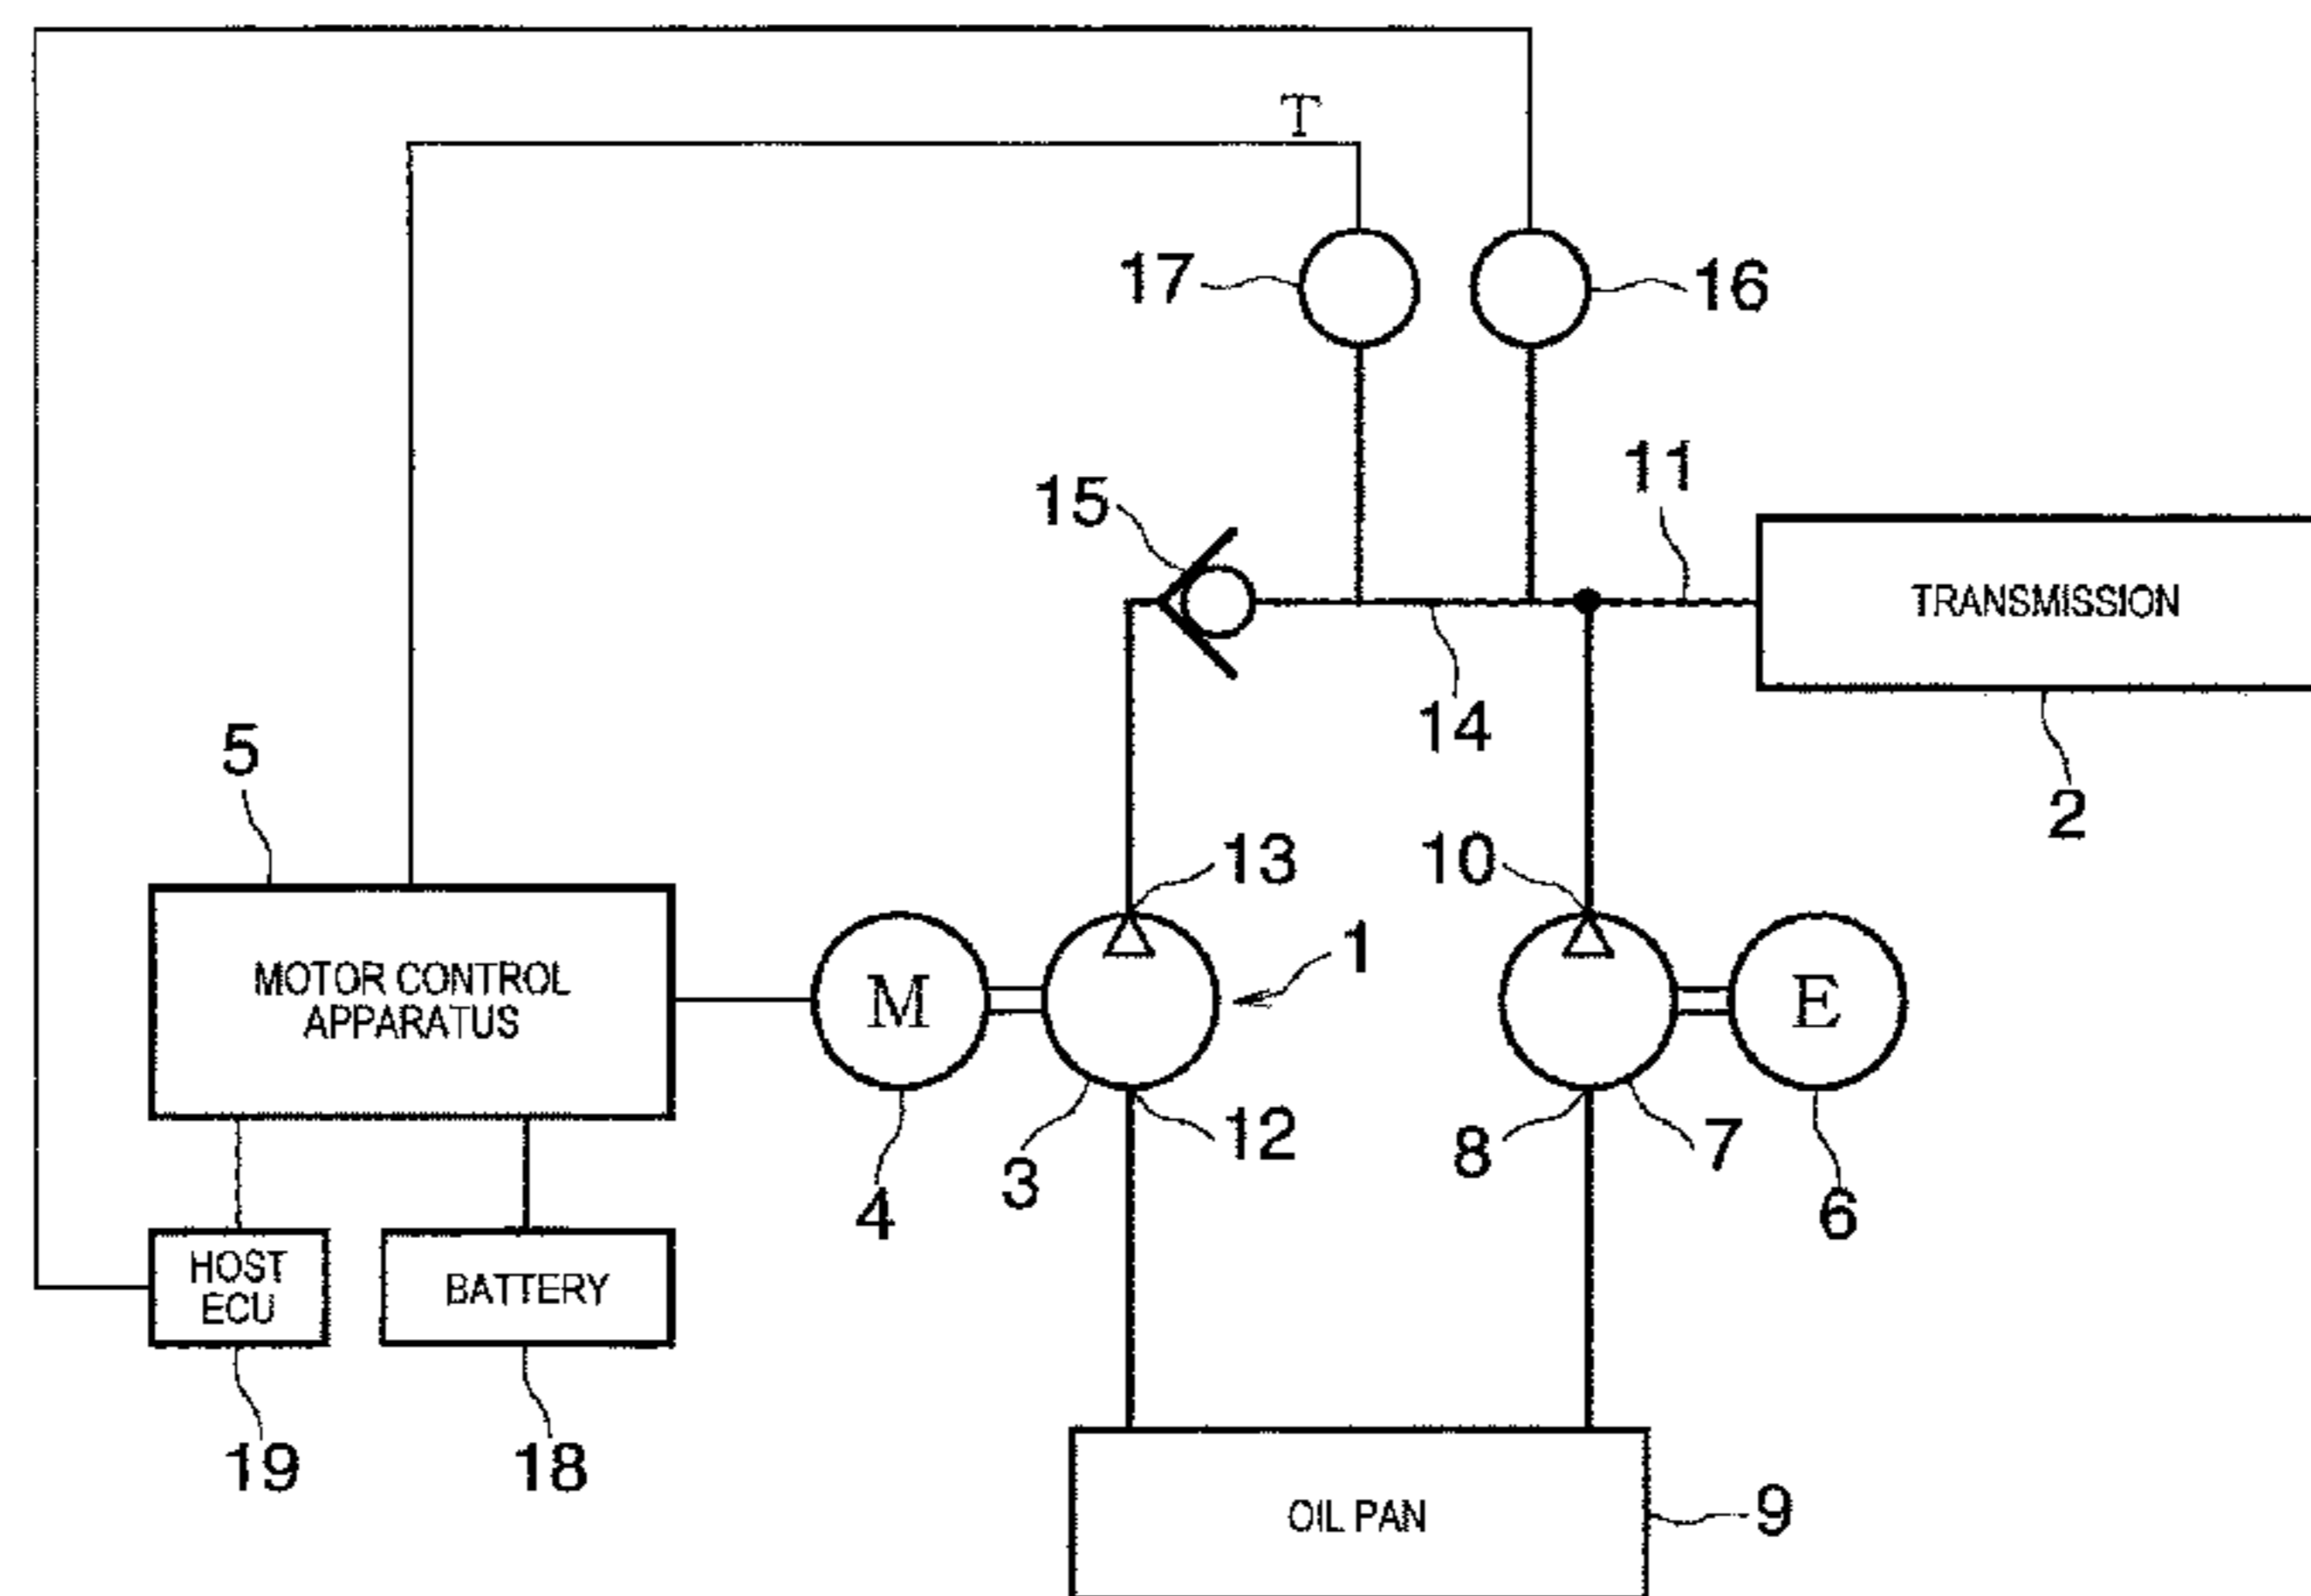 T
17
16
11
15
TRANSMISSION
14
5
2
13
10
1
MOTOR CONTROL
APPARATUS
M
E
12
8
7
3
4
6
HOST
ECU
BATTERY
19
18
OIL PAN
9